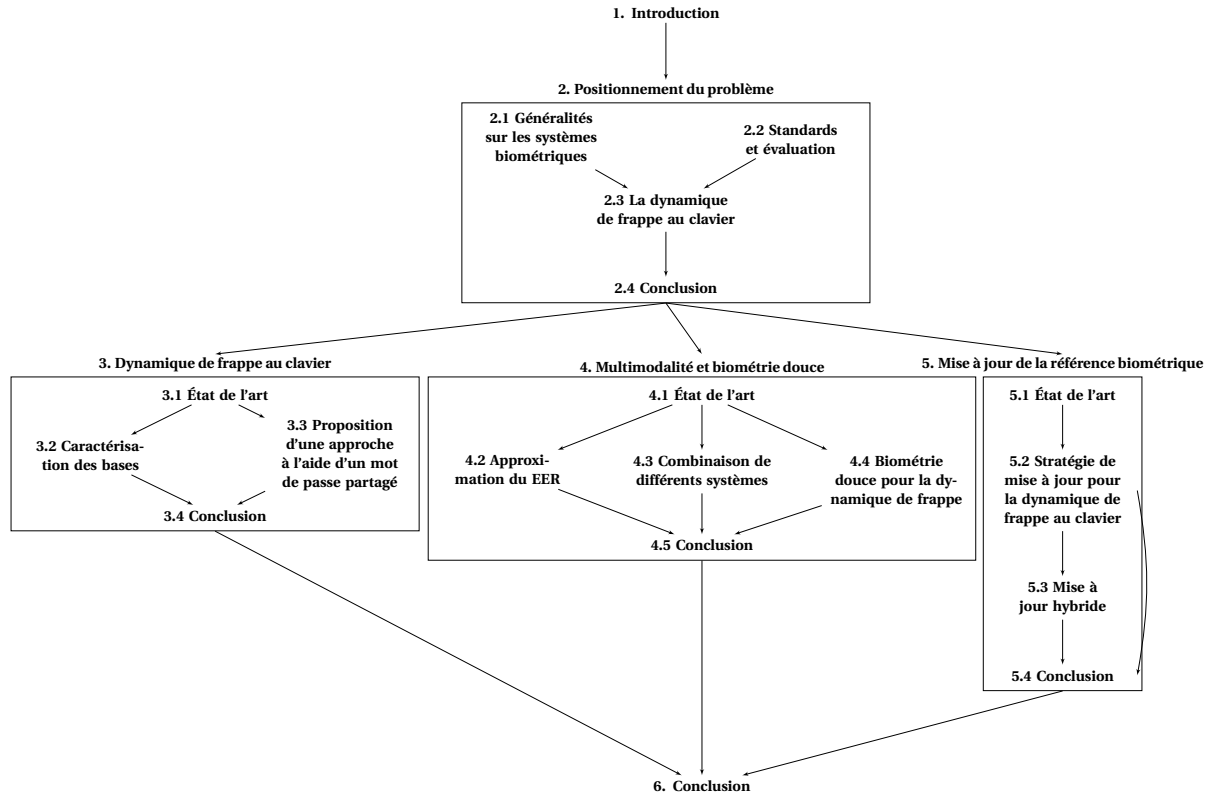 1. Introduction
2. Positionnement du problème
2.1 Généralités
sur les systèmes
biométriques
2.2 Standards
et évaluation
2.3 La dynamique
de frappe au clavier
2.4 Conclusion
3. Dynamique de frappe au clavier
3.1 État de l'art
3.2 Caractérisa-
tion des bases
3.3 Proposition
d'une approche
à l'aide d'un mot
de passe partagé
3.4 Conclusion
4. Multimodalité et biométrie douce
4.1 État de l'art
4.2 Approxi-
mation du EER
4.3 Combinaison de
différents systèmes
4.4 Biométrie
douce pour la dy-
namique de frappe
4.5 Conclusion
5. Mise à jour de la référence biométrique
5.1 État de l'art
5.2 Stratégie de
mise à jour pour
la dynamique de
frappe au clavier
5.3 Mise à
jour hybride
5.4 Conclusion
6. Conclusion